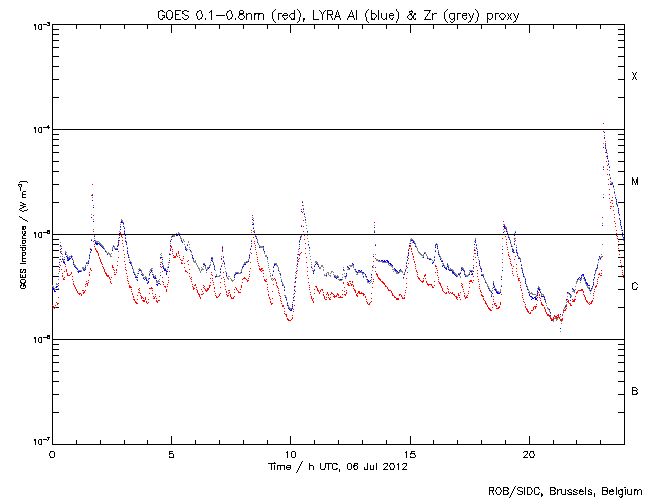 GOES 0.1−0.8nm (red), LYRA Al (blue) & Zr (grey) proxy
10−3
X
10−4
M
10−5
GOES Irradiance / (W m−2)
C
10−6
B
10−7
0 5 10 15 20
Time / h UTC, 06 Jul 2012
ROB/SIDC, Brussels, Belgium